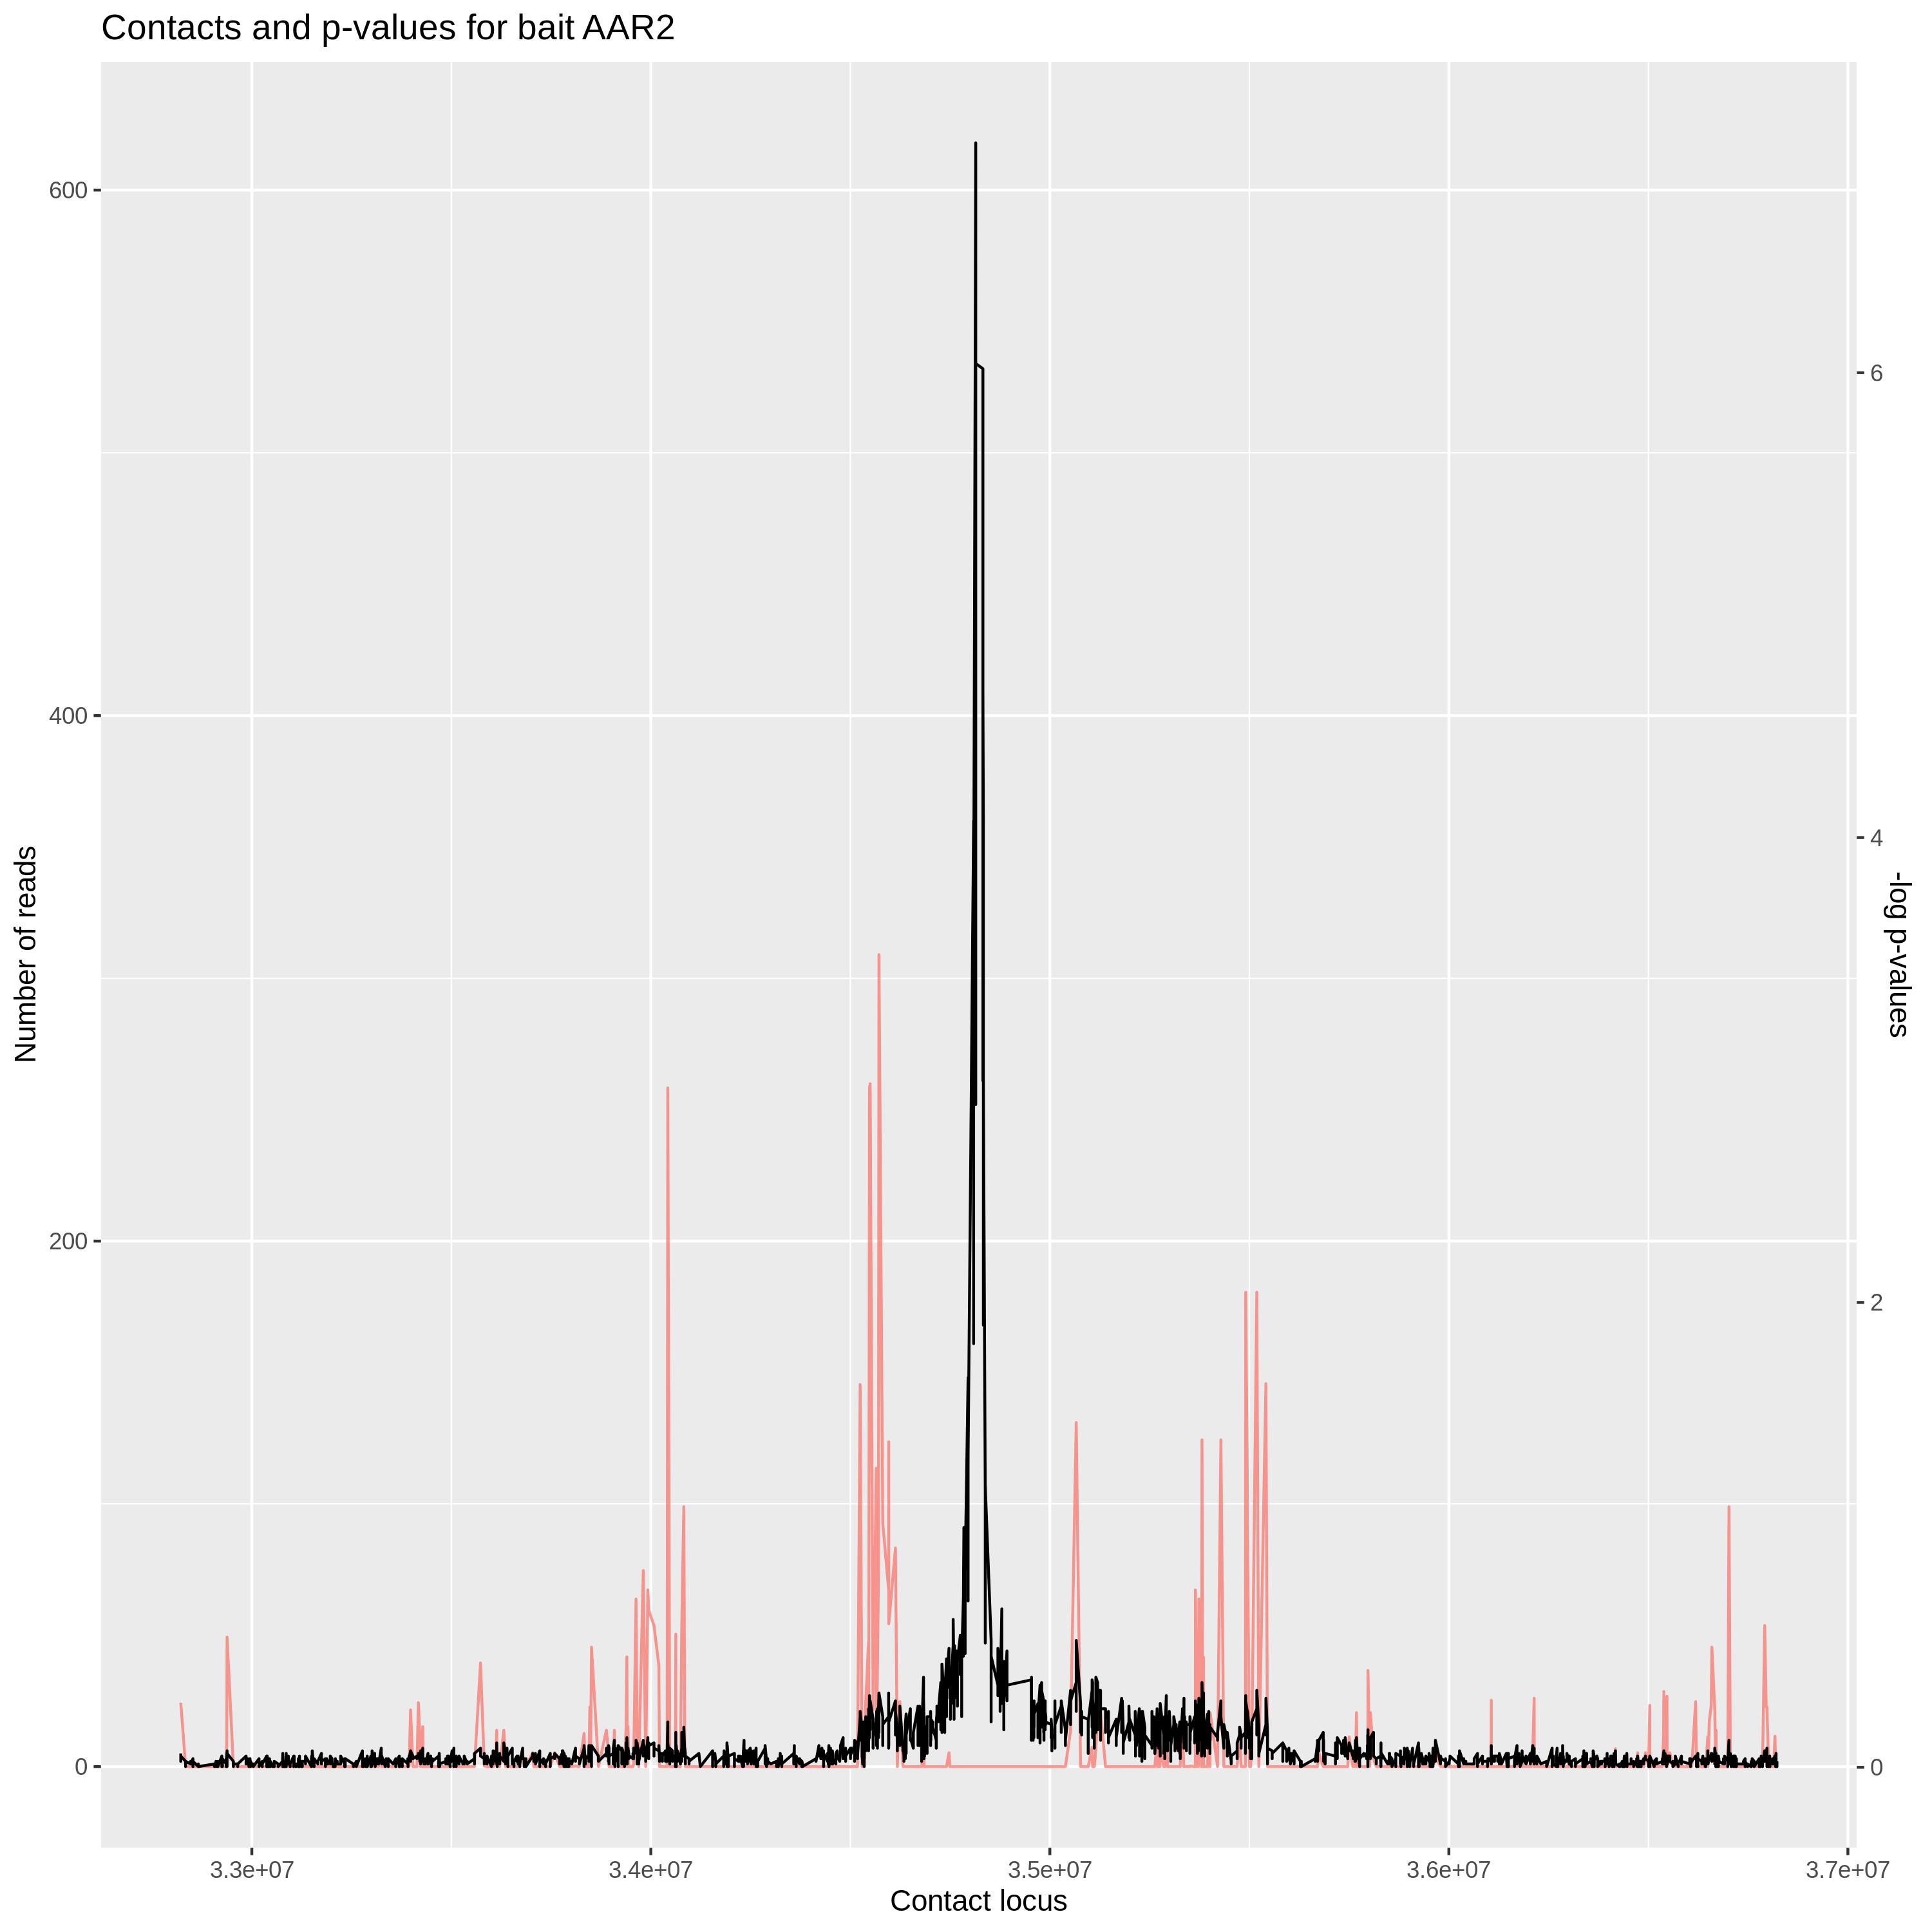 Contacts and p-values for bait AAR2
600
400
200
0
Number of reads
6
4
2
0
-log p-values
3.3e+07 3.4e+07 3.5e+07 3.6e+07 3.7e+07
Contact locus